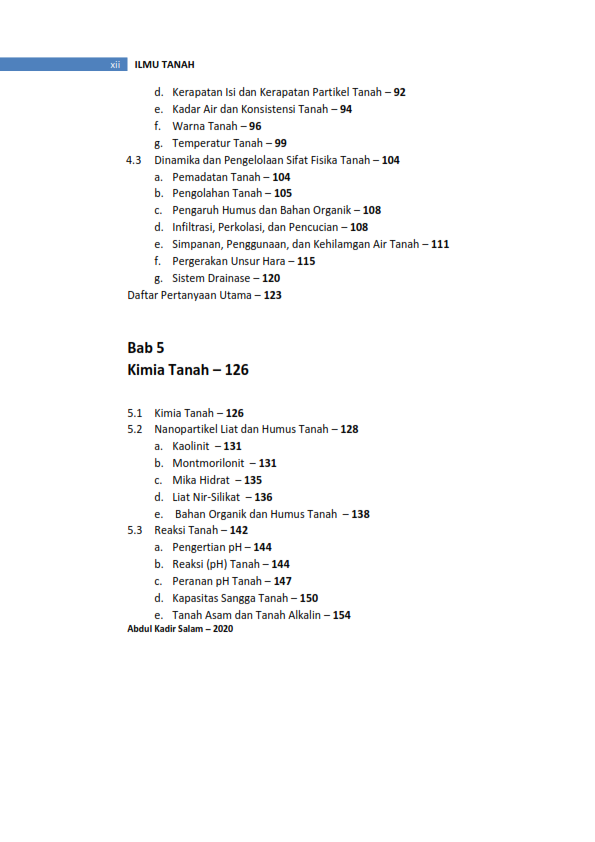 xii ILMU TANAH
d. Kerapatan Isi dan Kerapatan Partikel Tanah – 92
e. Kadar Air dan Konsistensi Tanah – 94
f. Warna Tanah – 96
g. Temperatur Tanah – 99
4.3 Dinamika dan Pengelolaan Sifat Fisika Tanah – 104
a. Pemadatan Tanah – 104
b. Pengolahan Tanah – 105
c. Pengaruh Humus dan Bahan Organik – 108
d. Infiltrasi, Perkolasi, dan Pencucian – 108
e. Simpanan, Penggunaan, dan Kehilamgan Air Tanah – 111
f. Pergerakan Unsur Hara – 115
g. Sistem Drainase – 120
Daftar Pertanyaan Utama – 123
Bab 5
Kimia Tanah – 126
5.1 Kimia Tanah – 126
5.2 Nanopartikel Liat dan Humus Tanah – 128
a. Kaolinit – 131
b. Montmorilonit – 131
c. Mika Hidrat – 135
d. Liat Nir-Silikat – 136
e. Bahan Organik dan Humus Tanah – 138
5.3 Reaksi Tanah – 142
a. Pengertian pH – 144
b. Reaksi (pH) Tanah – 144
c. Peranan pH Tanah – 147
d. Kapasitas Sangga Tanah – 150
e. Tanah Asam dan Tanah Alkalin – 154
Abdul Kadir Salam – 2020